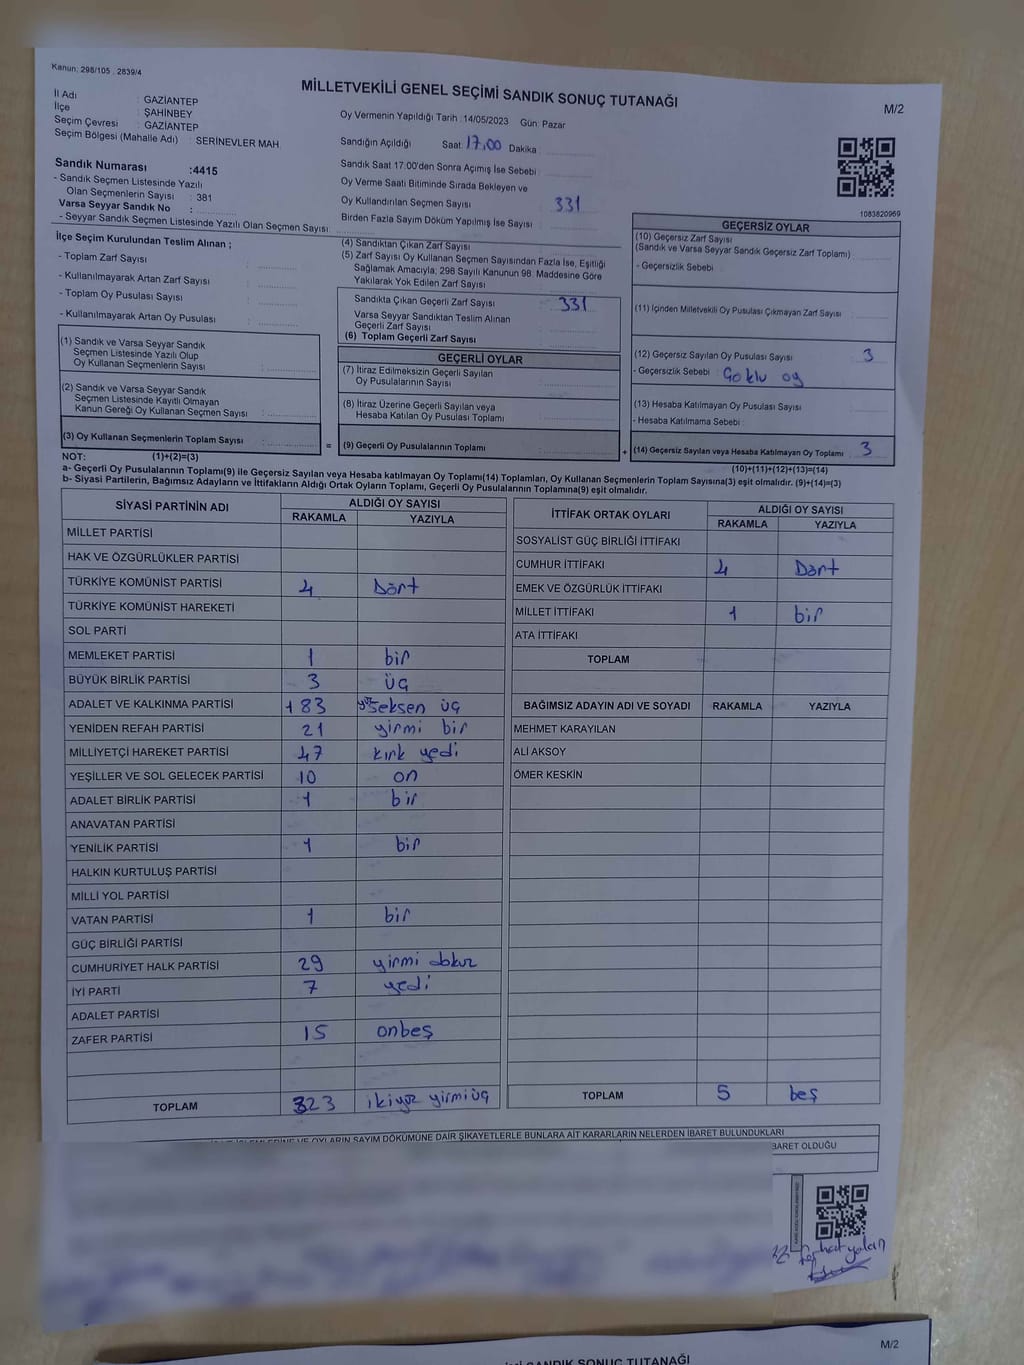 Kanun: 298/105 . 2839/4
MİLLETVEKİLİ GENEL SEÇİMİ SANDIK SONUÇ TUTANAĞI
M/2
İl Adı : GAZİANTEP
İlçe : ŞAHİNBEY
Seçim Çevresi : GAZİANTEP
Seçim Bölgesi (Mahalle Adı) : SERİNEVLER MAH.
Oy Vermenin Yapıldığı Tarih : 14/05/2023 Gün: Pazar
Sandığın Açıldığı Saat: 17.00 Dakika :
Sandık Saat 17:00'den Sonra Açımış İse Sebebi :
Oy Verme Saati Bitiminde Sırada Bekleyen ve
Oy Kullandırılan Seçmen Sayısı : 331
Birden Fazla Sayım Döküm Yapılmış İse Sayısı :
Sandık Numarası :4415
- Sandık Seçmen Listesinde Yazılı
Olan Seçmenlerin Sayısı : 381
Varsa Seyyar Sandık No :
- Seyyar Sandık Seçmen Listesinde Yazılı Olan Seçmen Sayısı:
1083820969
İlçe Seçim Kurulundan Teslim Alınan ;
- Toplam Zarf Sayısı :
- Kullanılmayarak Artan Zarf Sayısı :
- Toplam Oy Pusulası Sayısı :
- Kullanılmayarak Artan Oy Pusulası :
(1) Sandık ve Varsa Seyyar Sandık
Seçmen Listesinde Yazılı Olup
Oy Kullanan Seçmenlerin Sayısı :
(2) Sandık ve Varsa Seyyar Sandık
Seçmen Listesinde Kayıtlı Olmayan
Kanun Gereği Oy Kullanan Seçmen Sayısı :
(3) Oy Kullanan Seçmenlerin Toplam Sayısı :
(4) Sandıktan Çıkan Zarf Sayısı :
(5) Zarf Sayısı Oy Kullanan Seçmen Sayısından Fazla İse, Eşitliği
Sağlamak Amacıyla; 298 Sayılı Kanunun 98. Maddesine Göre
Yakılarak Yok Edilen Zarf Sayısı :
Sandıkta Çıkan Geçerli Zarf Sayısı : 331
Varsa Seyyar Sandıktan Teslim Alınan
Geçerli Zarf Sayısı :
(6) Toplam Geçerli Zarf Sayısı :
GEÇERLİ OYLAR
(7) İtiraz Edilmeksizin Geçerli Sayılan
Oy Pusulalarının Sayısı :
(8) İtiraz Üzerine Geçerli Sayılan veya
Hesaba Katılan Oy Pusulası Toplamı :
= (9) Geçerli Oy Pusulalarının Toplamı :
GEÇERSİZ OYLAR
(10) Geçersiz Zarf Sayısı
(Sandık ve Varsa Seyyar Sandık Geçersiz Zarf Toplamı) :
- Geçersizlik Sebebi :
(11) İçinden Milletvekili Oy Pusulası Çıkmayan Zarf Sayısı :
(12) Geçersiz Sayılan Oy Pusulası Sayısı : 3
- Geçersizlik Sebebi : Çoklu oy
(13) Hesaba Katılmayan Oy Pusulası Sayısı :
- Hesaba Katılmama Sebebi :
+ (14) Geçersiz Sayılan veya Hesaba Katılmayan Oy Toplamı : 3
NOT: (1)+(2)=(3)
(10)+(11)+(12)+(13)=(14)
a- Geçerli Oy Pusulalarının Toplamı(9) ile Geçersiz Sayılan veya Hesaba katılmayan Oy Toplamı(14) Toplamları, Oy Kullanan Seçmenlerin Toplam Sayısına(3) eşit olmalıdır. (9)+(14)=(3)
b- Siyasi Partilerin, Bağımsız Adayların ve İttifakların Aldığı Ortak Oyların Toplamı, Geçerli Oy Pusulalarının Toplamına(9) eşit olmalıdır.
SİYASİ PARTİNİN ADI ALDIĞI OY SAYISI
RAKAMLA YAZIYLA
MİLLET PARTİSİ
HAK VE ÖZGÜRLÜKLER PARTİSİ
TÜRKİYE KOMÜNİST PARTİSİ 4 Dört
TÜRKİYE KOMÜNİST HAREKETİ
SOL PARTİ
MEMLEKET PARTİSİ 1 bir
BÜYÜK BİRLİK PARTİSİ 3 üç
ADALET VE KALKINMA PARTİSİ 183 yüz seksen üç
YENİDEN REFAH PARTİSİ 21 yirmi bir
MİLLİYETÇİ HAREKET PARTİSİ 47 kırk yedi
YEŞİLLER VE SOL GELECEK PARTİSİ 10 on
ADALET BİRLİK PARTİSİ 1 bir
ANAVATAN PARTİSİ
YENİLİK PARTİSİ 1 bir
HALKIN KURTULUŞ PARTİSİ
MİLLİ YOL PARTİSİ
VATAN PARTİSİ 1 bir
GÜÇ BİRLİĞİ PARTİSİ
CUMHURİYET HALK PARTİSİ 29 yirmi dokuz
İYİ PARTİ 7 yedi
ADALET PARTİSİ
ZAFER PARTİSİ 15 onbeş
TOPLAM 323 ikiyüz yirmiüç
İTTİFAK ORTAK OYLARI ALDIĞI OY SAYISI
RAKAMLA YAZIYLA
SOSYALİST GÜÇ BİRLİĞİ İTTİFAKI
CUMHUR İTTİFAKI 4 Dört
EMEK VE ÖZGÜRLÜK İTTİFAKI
MİLLET İTTİFAKI 1 bir
ATA İTTİFAKI
TOPLAM
BAĞIMSIZ ADAYIN ADI VE SOYADI RAKAMLA YAZIYLA
MEHMET KARAYILAN
ALİ AKSOY
ÖMER KESKİN
TOPLAM 5 beş
OYLARIN SAYIM DÖKÜMÜNE DAİR ŞİKAYETLERLE BUNLARA AİT KARARLARIN NELERDEN İBARET BULUNDUKLARI
BARET OLDUĞU
M/2
SANDIK SONUÇ TUTANAĞI